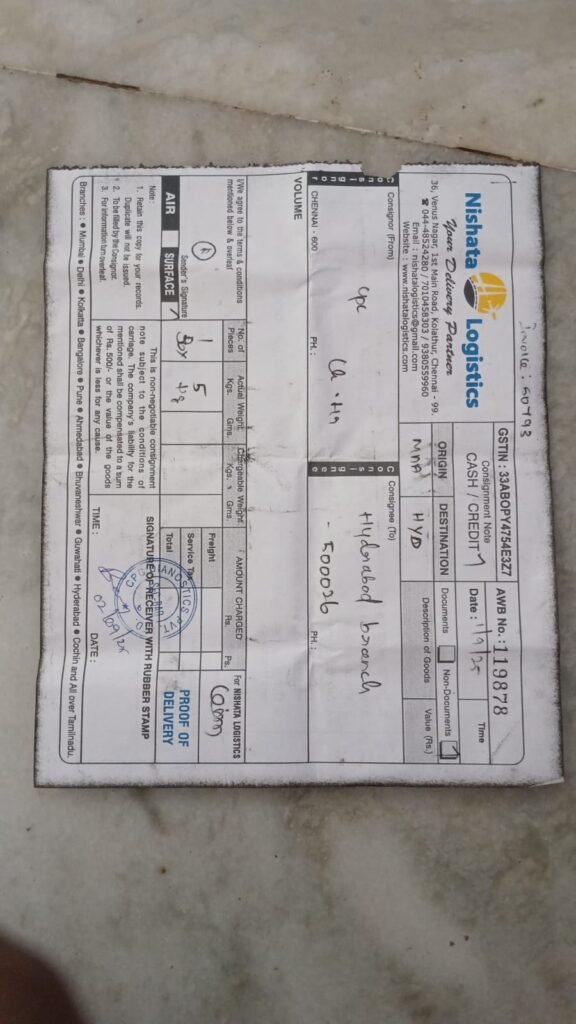 Invoice : 60793
Nishata Logistics
Your Delivery Partner
36, Venus Nagar, 1st Main Road, Kolathur, Chennai - 99.
☎ 044-48524280 / 7010458303 / 9380559960
Email : nishatalogistics@gmail.com
Website : www.nishatalogistics.com
GSTIN : 33ABOPY4754E3Z7
AWB No.: 119878
Consignment Note
CASH / CREDIT
Date : 1/9/25
Time
ORIGIN
DESTINATION
Documents
Non-Documents
MAA
HYD
Description of Goods
Value (Rs.)
Consignor (From)
Consignor
CHENNAI - 600
PH. :
Consignee (To)
Consignee
Hydrabad branch
- 500026
PH. :
VOLUME
I/We agree to the terms & conditions
mentioned below & overleaf
Sender's Signature
AIR
SURFACE
No. of
Pieces
Actual Weight
Kgs. Gms.
Chargeable Weight
Kgs. Gms.
AMOUNT CHARGED
Rs. Ps.
1
Box
5
kg
Freight
Service Tax
Total
For NISHATA LOGISTICS
PROOF OF
DELIVERY
Note:
1. Retain this copy for your records.
Duplicate will not be issued.
2. To be filled by the Consignor.
3. For information turn overleaf.
This is non-negotiable consignment
note subject to the conditions of
carriage. The company's liability for the
mentioned shall be compensated to a sum
of Rs. 500/- or the value of the goods
whichever is less for any cause.
SIGNATURE OF RECEIVER WITH RUBBER STAMP
02/09/25
TIME :
DATE :
Branches : ● Mumbai ● Delhi ● Kolkatta ● Bangalore ● Pune ● Ahmedabad ● Bhuvaneshwar ● Guwahati ● Hyderabad ● Cochin and All over Tamilnadu.